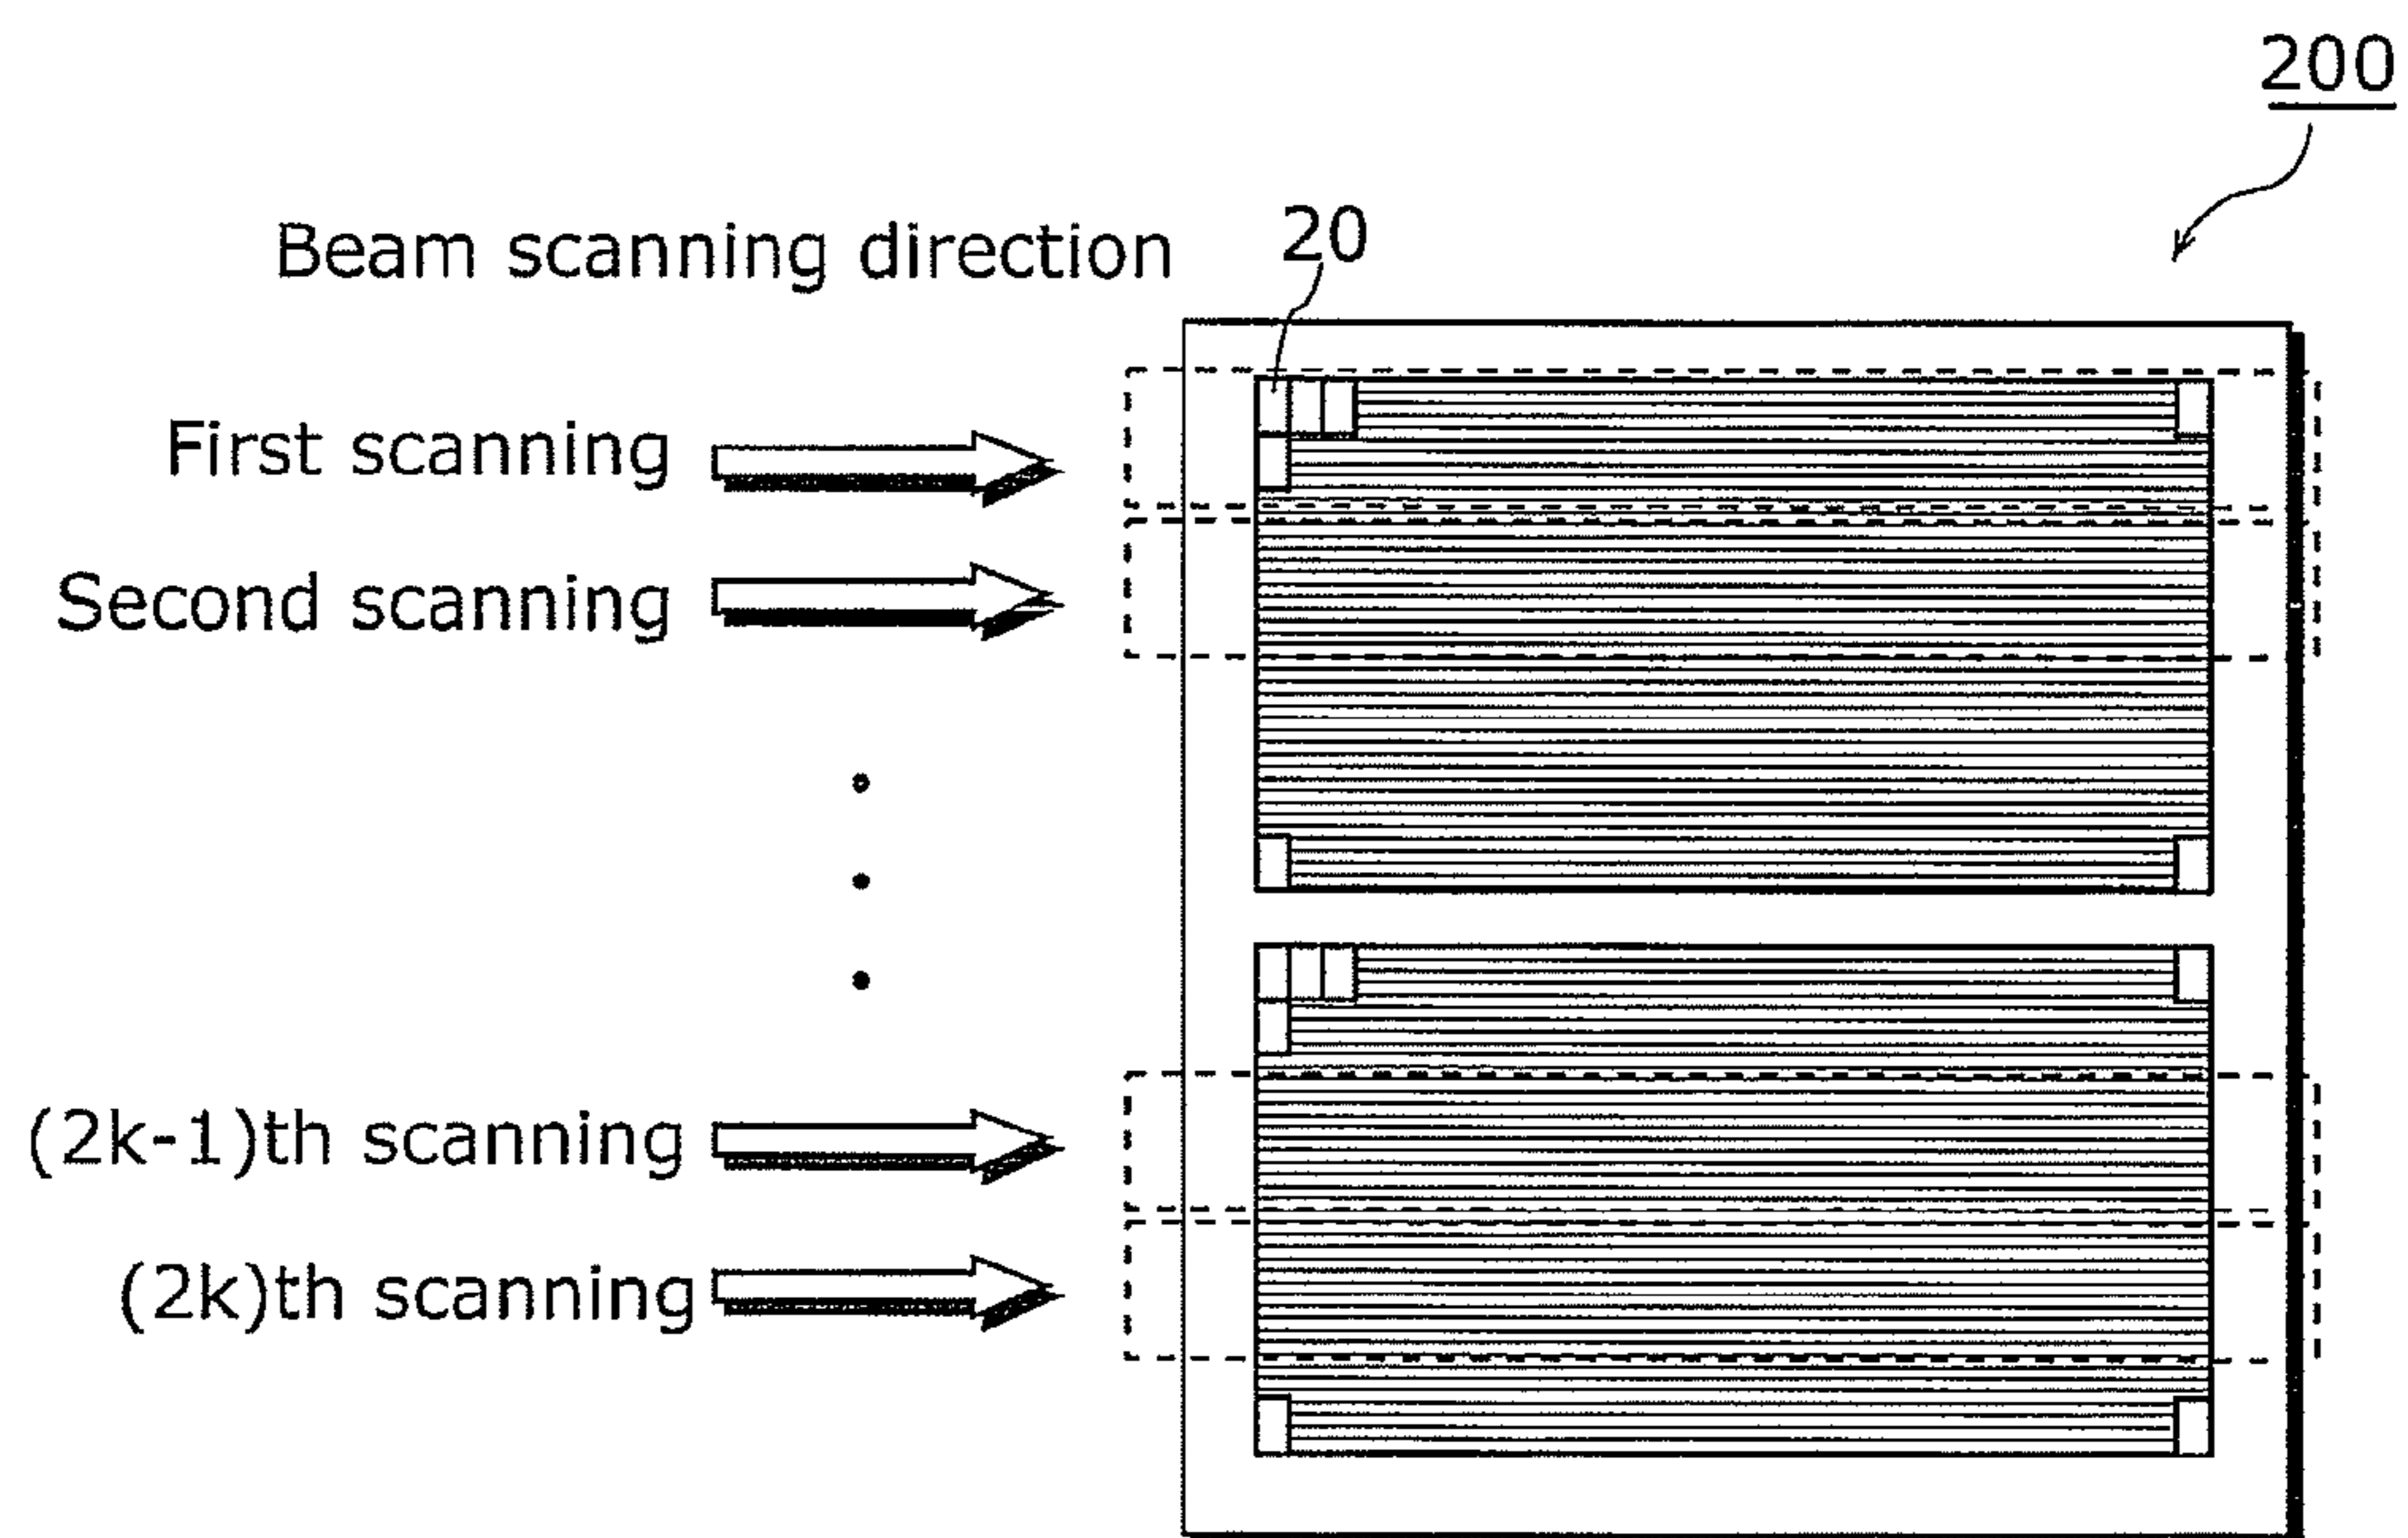 200
Beam scanning direction
20
First scanning
Second scanning
(2k-1)th scanning
(2k)th scanning